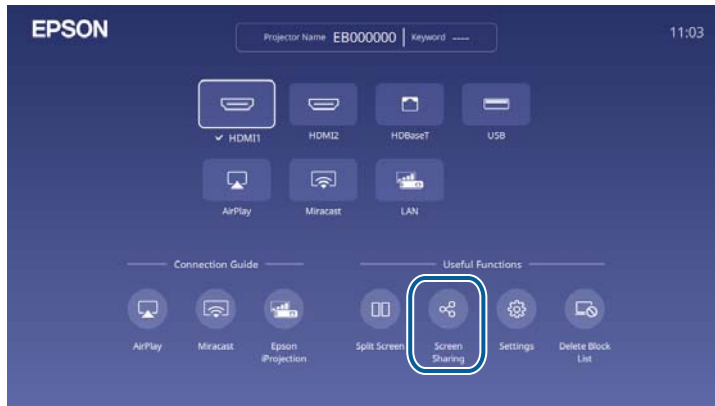 EPSON
Projector Name EB000000 | Keyword ----
11:03
✔ HDMI1 HDMI2 HDBaseT USB
AirPlay Miracast LAN
Connection Guide
Useful Functions
AirPlay Miracast Epson
iProjection
Split Screen Screen
Sharing
Settings Delete Block
List